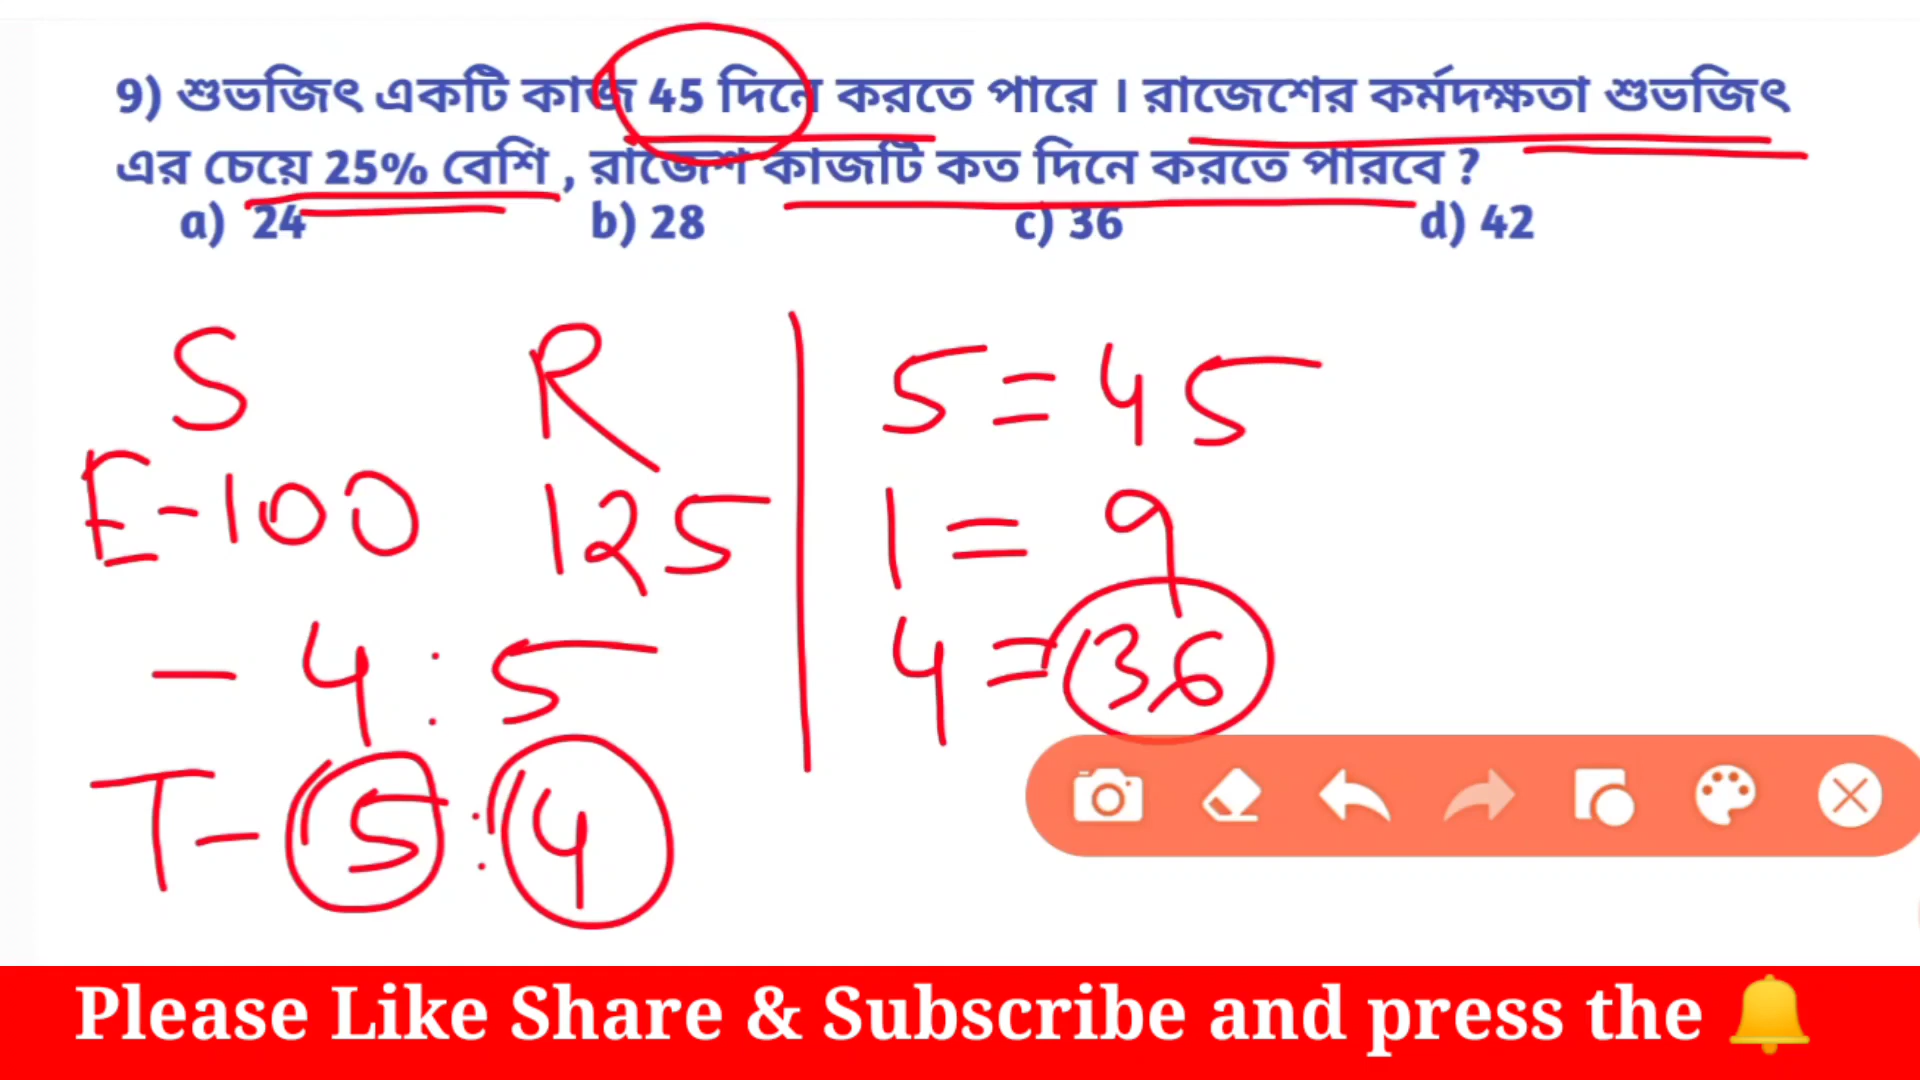 9) শুভজিৎ একটি কাজ 45 দিনে করতে পারে । রাজেশের কর্মদক্ষতা শুভজিৎ
এর চেয়ে 25% বেশি , রাজেশ কাজটি কত দিনে করতে পারবে ?
a) 24 b) 28 c) 36 d) 42
S R
E-100 125
- 4 : 5
T- 5 : 4
5 = 45
1 = 9
4 = 36
Please Like Share & Subscribe and press the 🔔